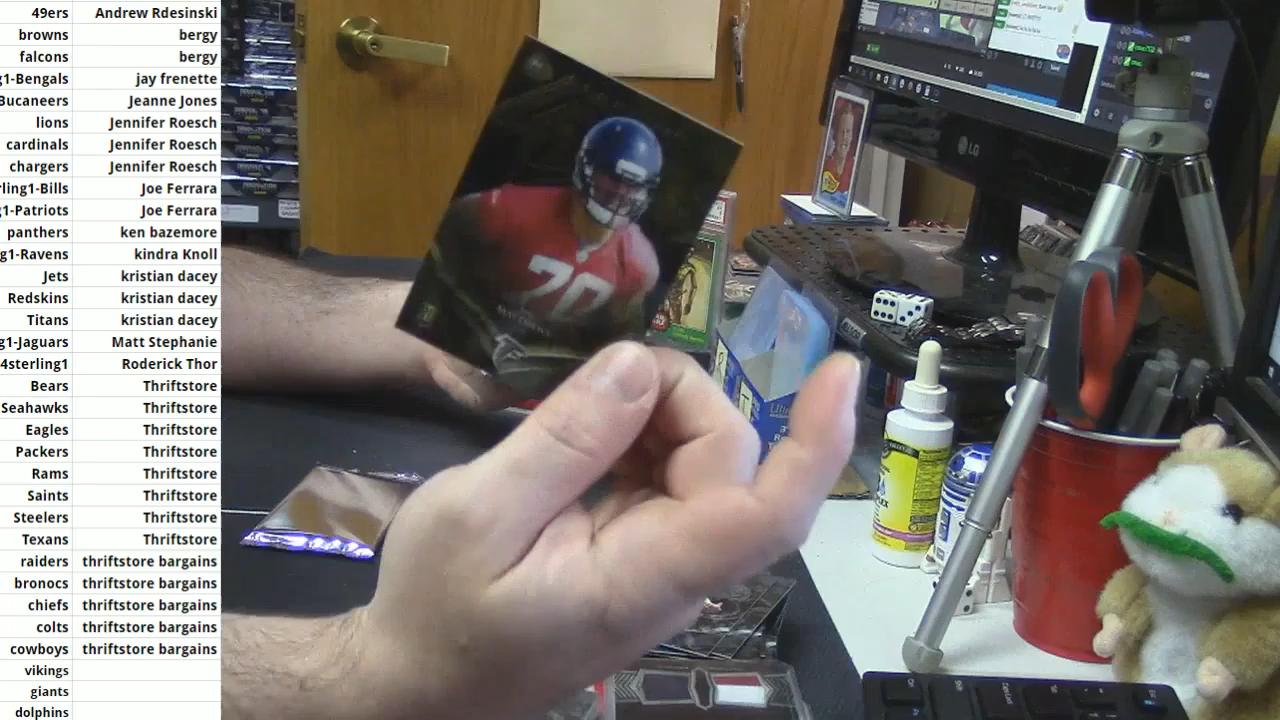 49ers Andrew Rdesinski
browns bergy
falcons bergy
g1-Bengals jay frenette
Bucaneers Jeanne Jones
lions Jennifer Roesch
cardinals Jennifer Roesch
chargers Jennifer Roesch
rling1-Bills Joe Ferrara
g1-Patriots Joe Ferrara
panthers ken bazemore
g1-Ravens kindra Knoll
Jets kristian dacey
Redskins kristian dacey
Titans kristian dacey
g1-Jaguars Matt Stephanie
4sterling1 Roderick Thor
Bears Thriftstore
Seahawks Thriftstore
Eagles Thriftstore
Packers Thriftstore
Rams Thriftstore
Saints Thriftstore
Steelers Thriftstore
Texans Thriftstore
raiders thriftstore bargains
bronocs thriftstore bargains
chiefs thriftstore bargains
colts thriftstore bargains
cowboys thriftstore bargains
vikings
giants
dolphins
70
LG